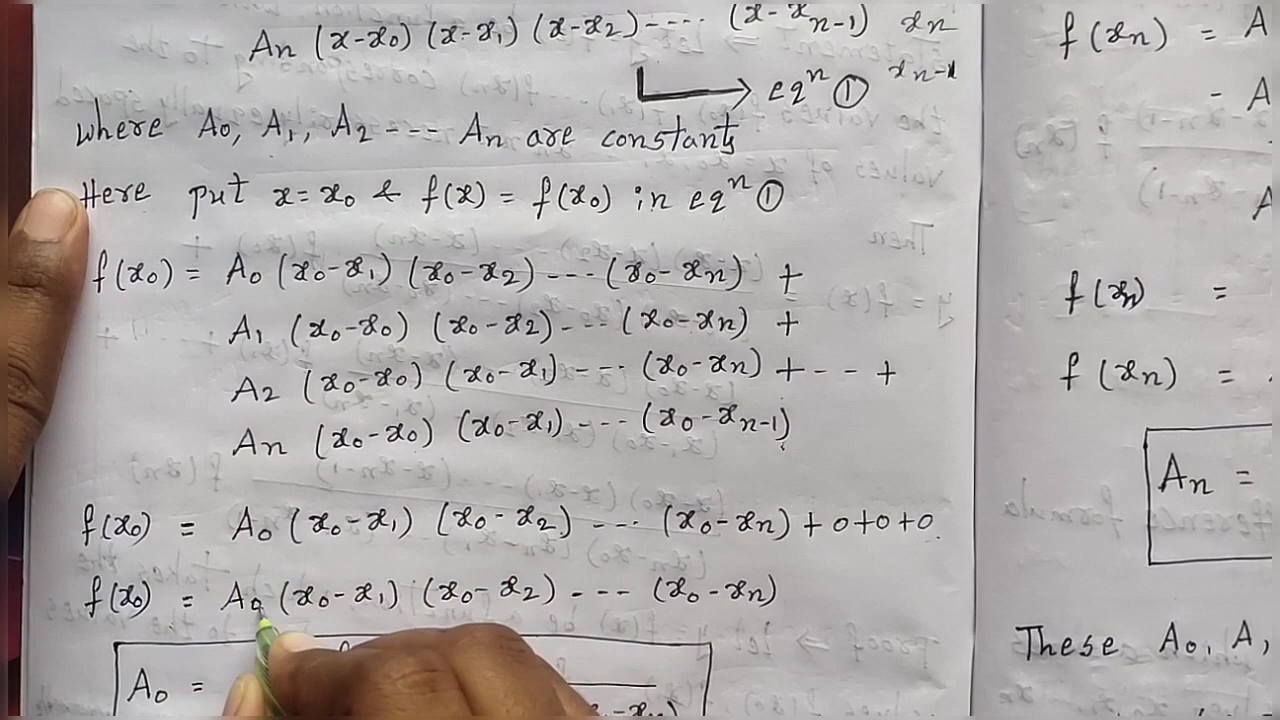 An (x-x0) (x-x1) (x-x2)---- (x-xn-1) xn
xn-1
→ eqn ①
where A0, A1, A2 --- An are constants
Here put x=x0 & f(x) = f(x0) in eqn ①
f(x0) = A0 (x0-x1) (x0-x2)---- (x0-xn) +
A1 (x0-x0) (x0-x2)--- (x0-xn) +
A2 (x0-x0) (x0-x1)--- (x0-xn) +--- +
An (x0-x0) (x0-x1)---- (x0-xn-1)
f(x0) = A0 (x0-x1) (x0-x2) ---- (x0-xn) + 0+0+0
f(x0) = A0 (x0-x1) (x0-x2) ---- (x0-xn)
A0 =
f(xn) = A
- A
A
f(xn) =
f(xn) =
An =
These A0, A1,